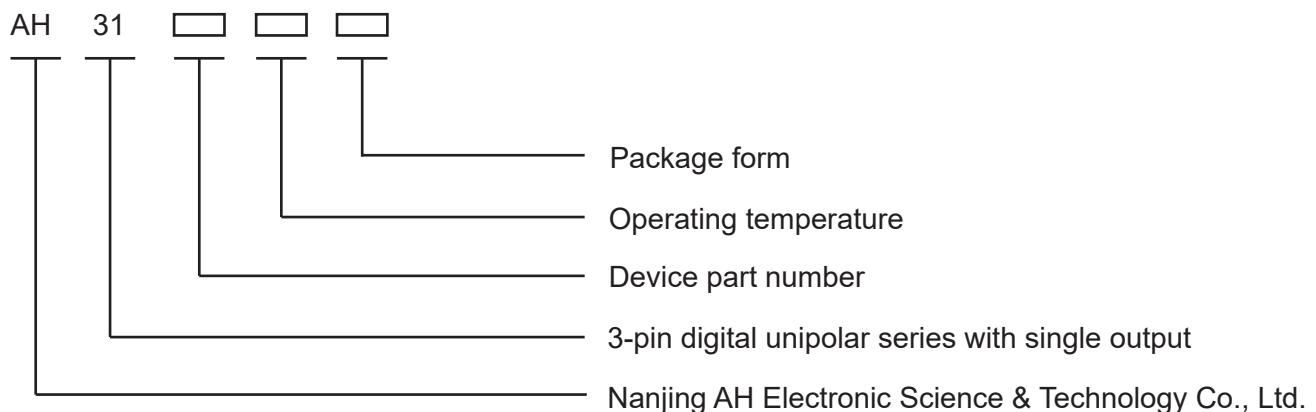 AH 31
Package form
Operating temperature
Device part number
3-pin digital unipolar series with single output
Nanjing AH Electronic Science & Technology Co., Ltd.